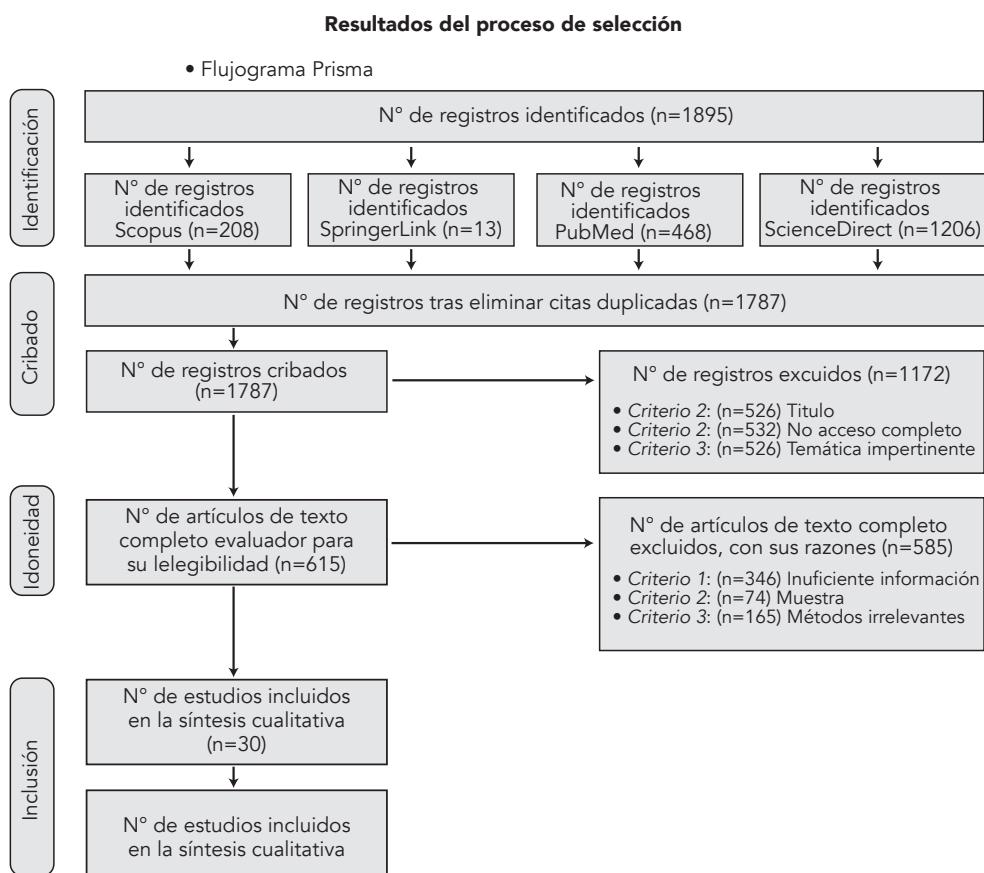 Resultados del proceso de selección
• Flujograma Prisma
Identificación
N° de registros identificados (n=1895)
N° de registros
identificados
Scopus (n=208)
N° de registros
identificados
SpringerLink (n=13)
N° de registros
identificados
PubMed (n=468)
N° de registros
identificados
ScienceDirect (n=1206)
Cribado
N° de registros tras eliminar citas duplicadas (n=1787)
N° de registros cribados
(n=1787)
N° de registros excuidos (n=1172)
• Criterio 2: (n=526) Titulo
• Criterio 2: (n=532) No acceso completo
• Criterio 3: (n=526) Temática impertinente
Idoneidad
N° de artículos de texto
completo evaluador para
su lelegibilidad (n=615)
N° de artículos de texto completo
excluidos, con sus razones (n=585)
• Criterio 1: (n=346) Inuficiente información
• Criterio 2: (n=74) Muestra
• Criterio 3: (n=165) Métodos irrelevantes
Inclusión
N° de estudios incluidos
en la síntesis cualitativa
(n=30)
N° de estudios incluidos
en la síntesis cualitativa